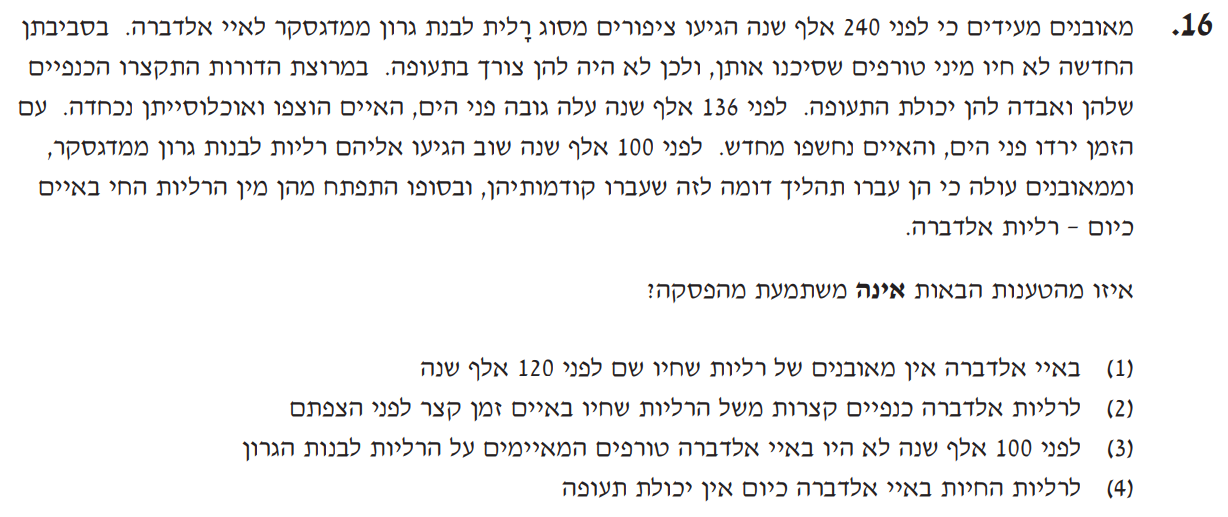 16. מאובנים מעידים כי לפני 240 אלף שנה הגיעו ציפורים מסוג רָלית לבנת גרון ממדגסקר לאיי אלדברה. בסביבתן
החדשה לא חיו מיני טורפים שסיכנו אותן, ולכן לא היה להן צורך בתעופה. במרוצת הדורות התקצרו הכנפיים
שלהן ואבדה להן יכולת התעופה. לפני 136 אלף שנה עלה גובה פני הים, האיים הוצפו ואוכלוסייתן נכחדה. עם
הזמן ירדו פני הים, והאיים נחשפו מחדש. לפני 100 אלף שנה שוב הגיעו אליהם רליות לבנות גרון ממדגסקר,
וממאובנים עולה כי הן עברו תהליך דומה לזה שעברו קודמותיהן, ובסופו התפתח מהן מין הרליות החי באיים
כיום – רליות אלדברה.
איזו מהטענות הבאות אינה משתמעת מהפסקה?
(1) באיי אלדברה אין מאובנים של רליות שחיו שם לפני 120 אלף שנה
(2) לרליות אלדברה כנפיים קצרות משל הרליות שחיו באיים זמן קצר לפני הצפתם
(3) לפני 100 אלף שנה לא היו באיי אלדברה טורפים המאיימים על הרליות לבנות הגרון
(4) לרליות החיות באיי אלדברה כיום אין יכולת תעופה